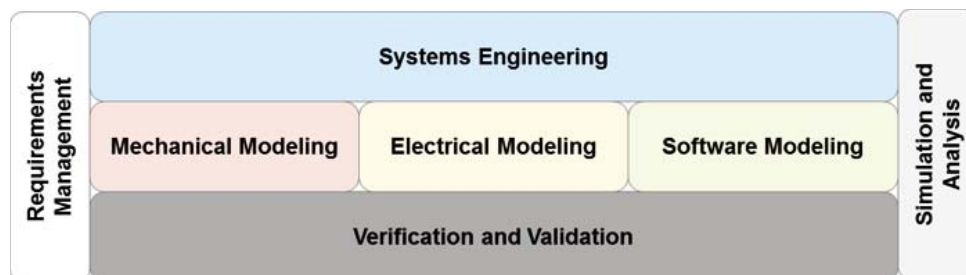 Requirements
Management
Systems Engineering
Mechanical Modeling
Electrical Modeling
Software Modeling
Verification and Validation
Simulation and
Analysis